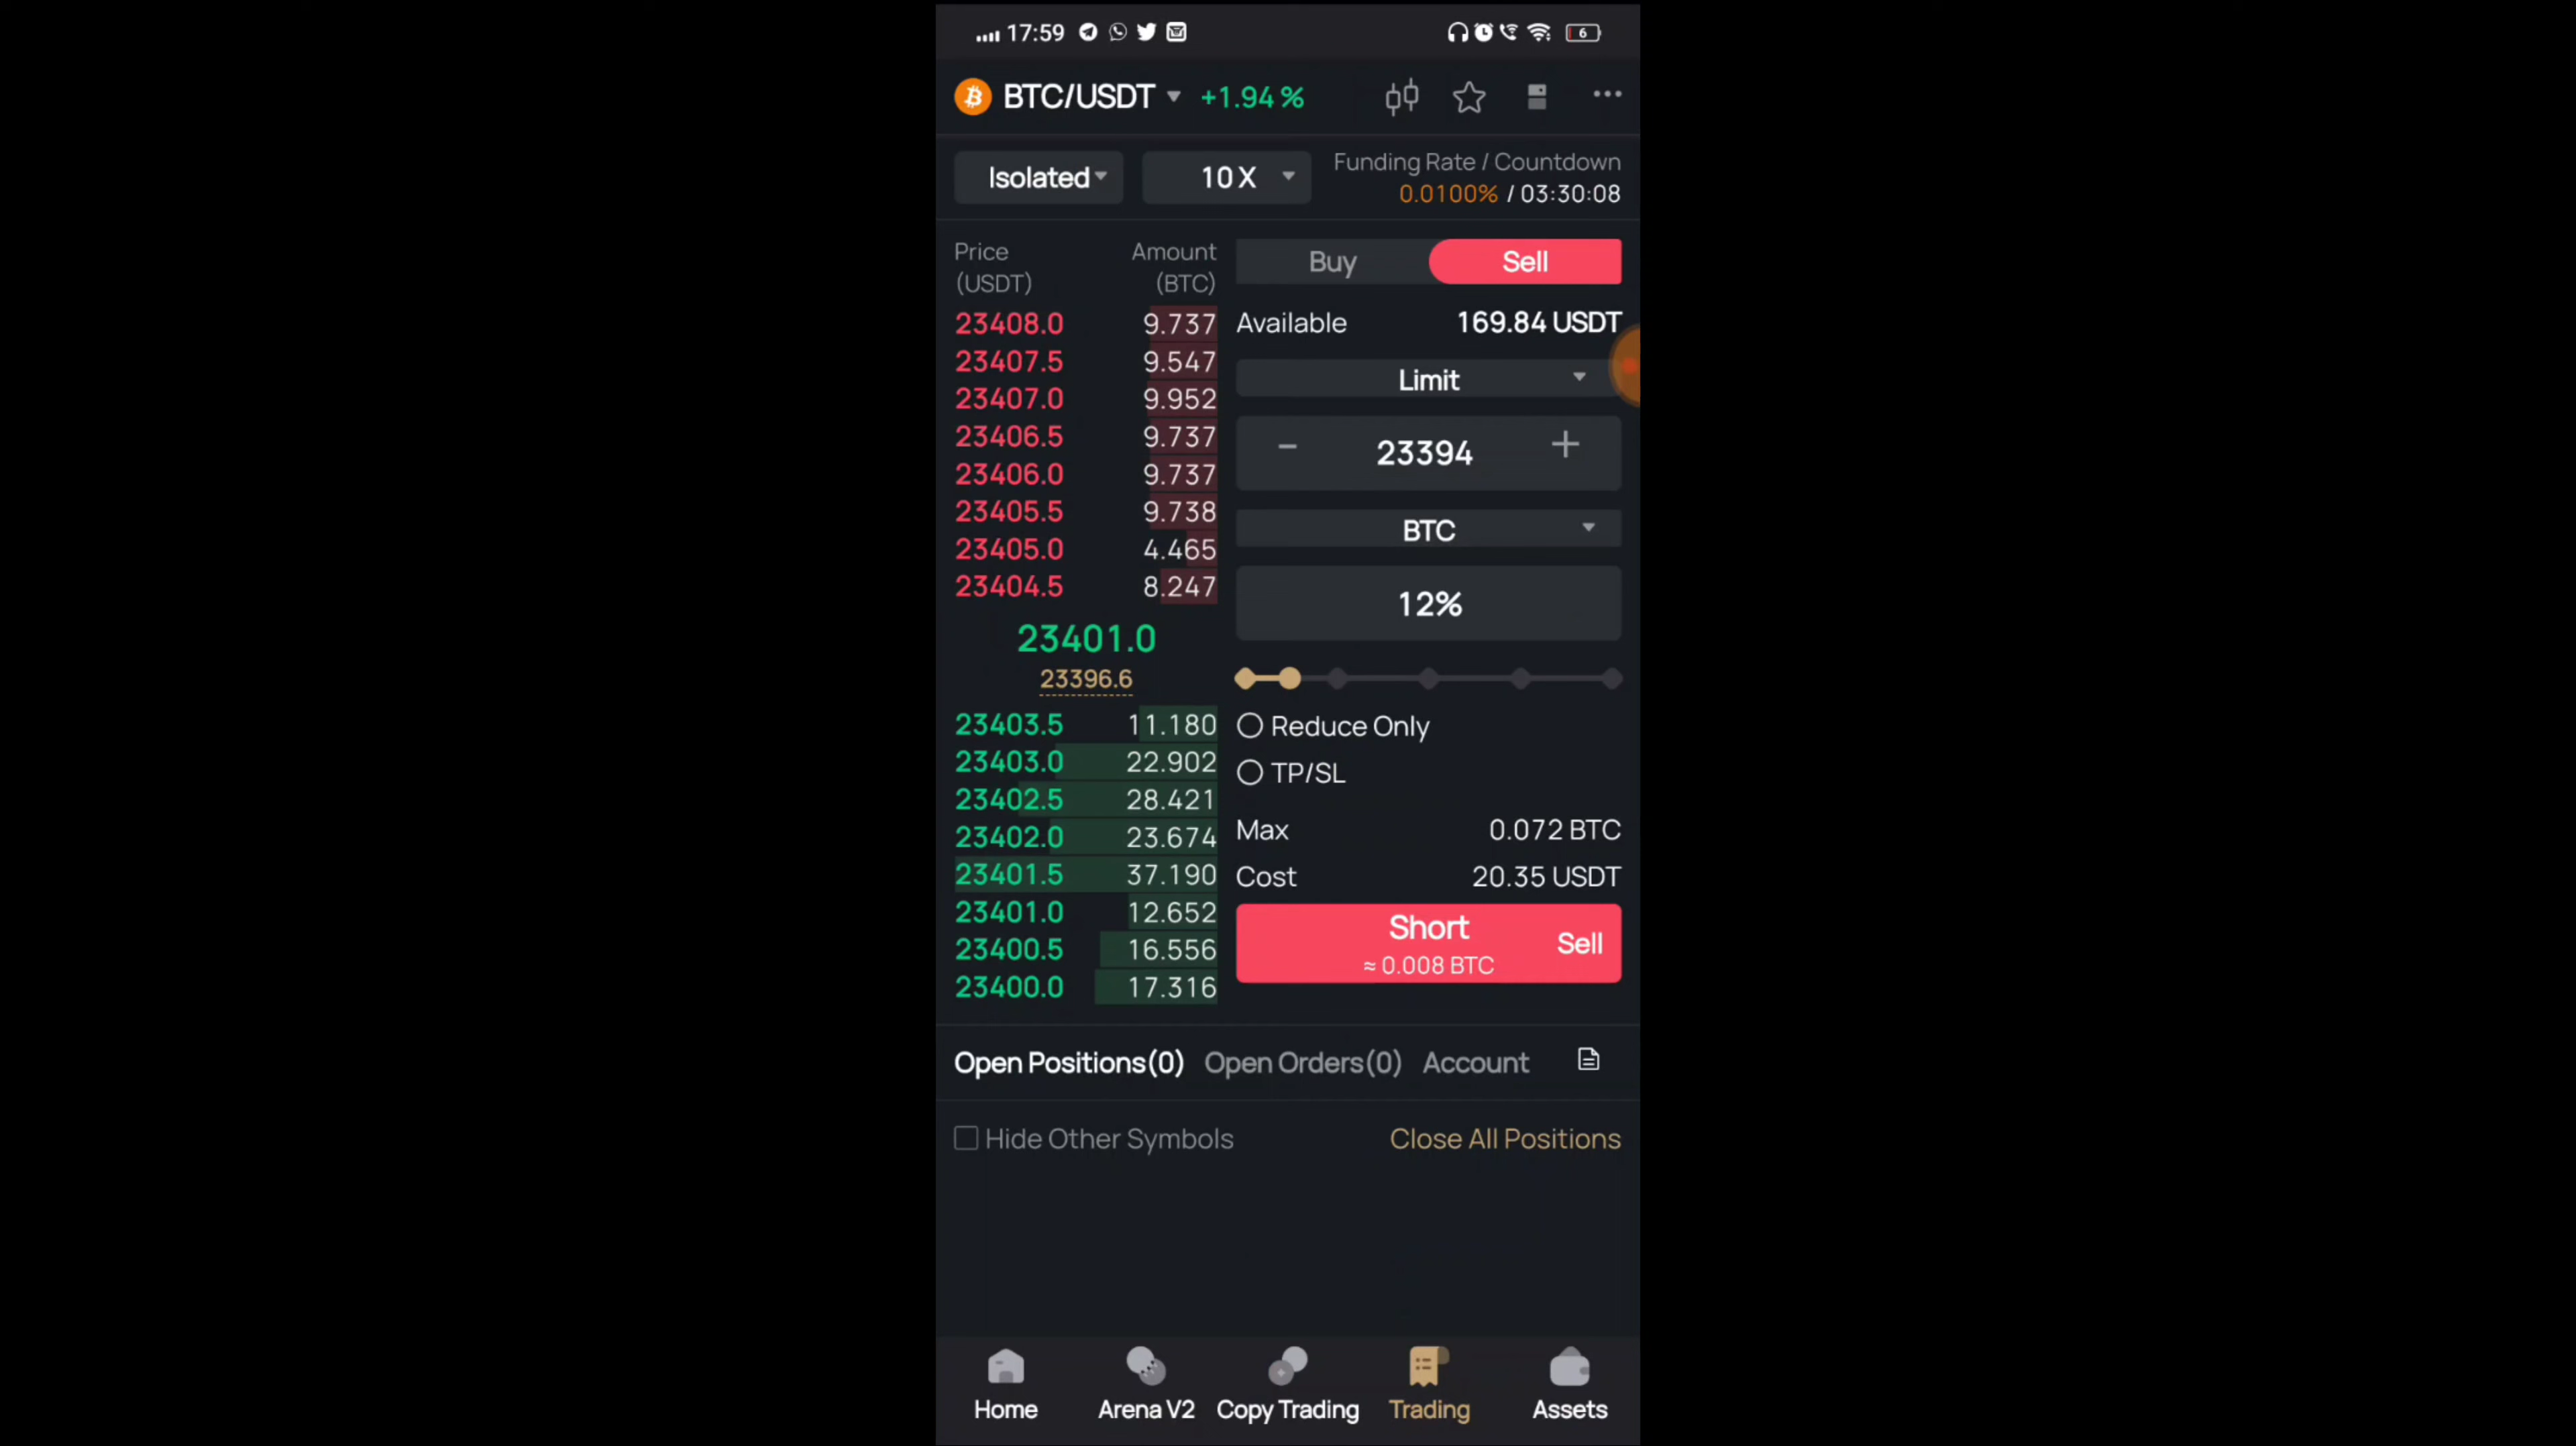 17:59
6
BTC/USDT +1.94 %
Isolated 10 X Funding Rate / Countdown
0.0100% / 03:30:08
Price Amount
(USDT) (BTC)
23408.0 9.737
23407.5 9.547
23407.0 9.952
23406.5 9.737
23406.0 9.737
23405.5 9.738
23405.0 4.465
23404.5 8.247
23401.0
23396.6
23403.5 11.180
23403.0 22.902
23402.5 28.421
23402.0 23.674
23401.5 37.190
23401.0 12.652
23400.5 16.556
23400.0 17.316
Buy Sell
Available 169.84 USDT
Limit
− 23394 +
BTC
12%
Reduce Only
TP/SL
Max 0.072 BTC
Cost 20.35 USDT
Short Sell
≈ 0.008 BTC
Open Positions(0) Open Orders(0) Account
Hide Other Symbols Close All Positions
Home Arena V2 Copy Trading Trading Assets